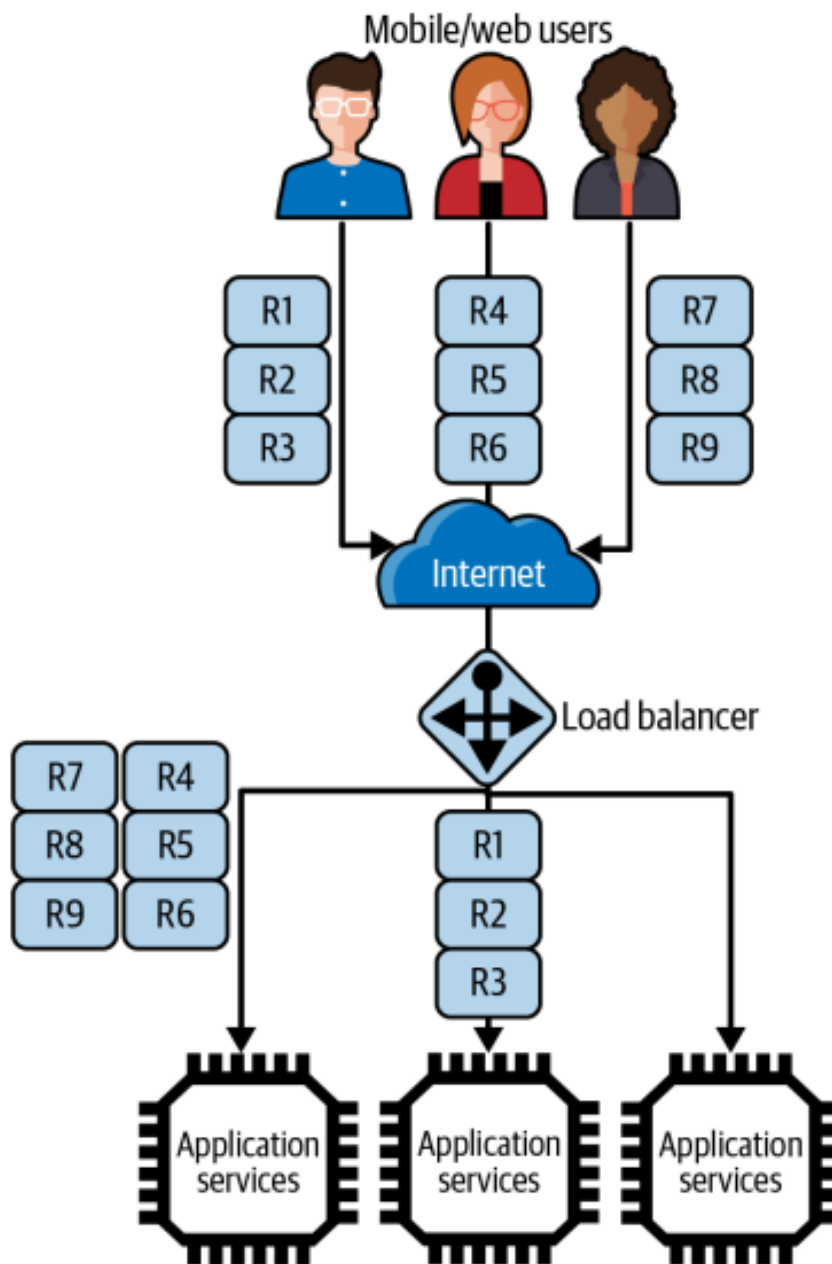 Mobile/web users
R1
R4
R7
R2
R5
R8
R3
R6
R9
Internet
Load balancer
R7
R4
R8
R5
R9
R6
R1
R2
R3
Application
services
Application
services
Application
services